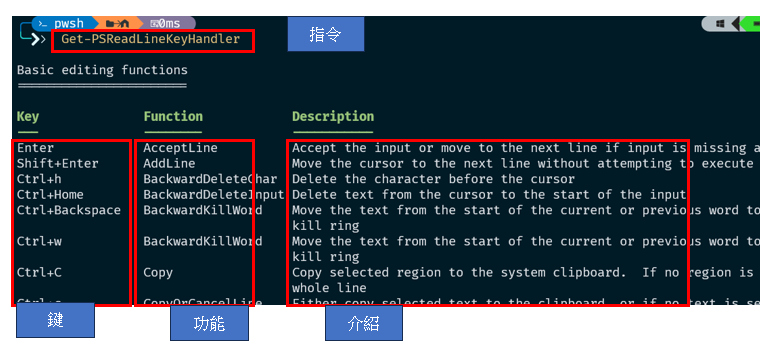 pwsh 0ms
Get-PSReadLineKeyHandler 指令
Basic editing functions
Key Function Description
Enter AcceptLine Accept the input or move to the next line if input is missing a
Shift+Enter AddLine Move the cursor to the next line without attempting to execute
Ctrl+h BackwardDeleteChar Delete the character before the cursor
Ctrl+Home BackwardDeleteInput Delete text from the cursor to the start of the input
Ctrl+Backspace BackwardKillWord Move the text from the start of the current or previous word to
kill ring
Ctrl+w BackwardKillWord Move the text from the start of the current or previous word to
kill ring
Ctrl+C Copy Copy selected region to the system clipboard. If no region is
whole line
Ctrl+c CopyOrCancelLine Either copy selected text to the clipboard, or if no text is se
鍵 功能 介紹